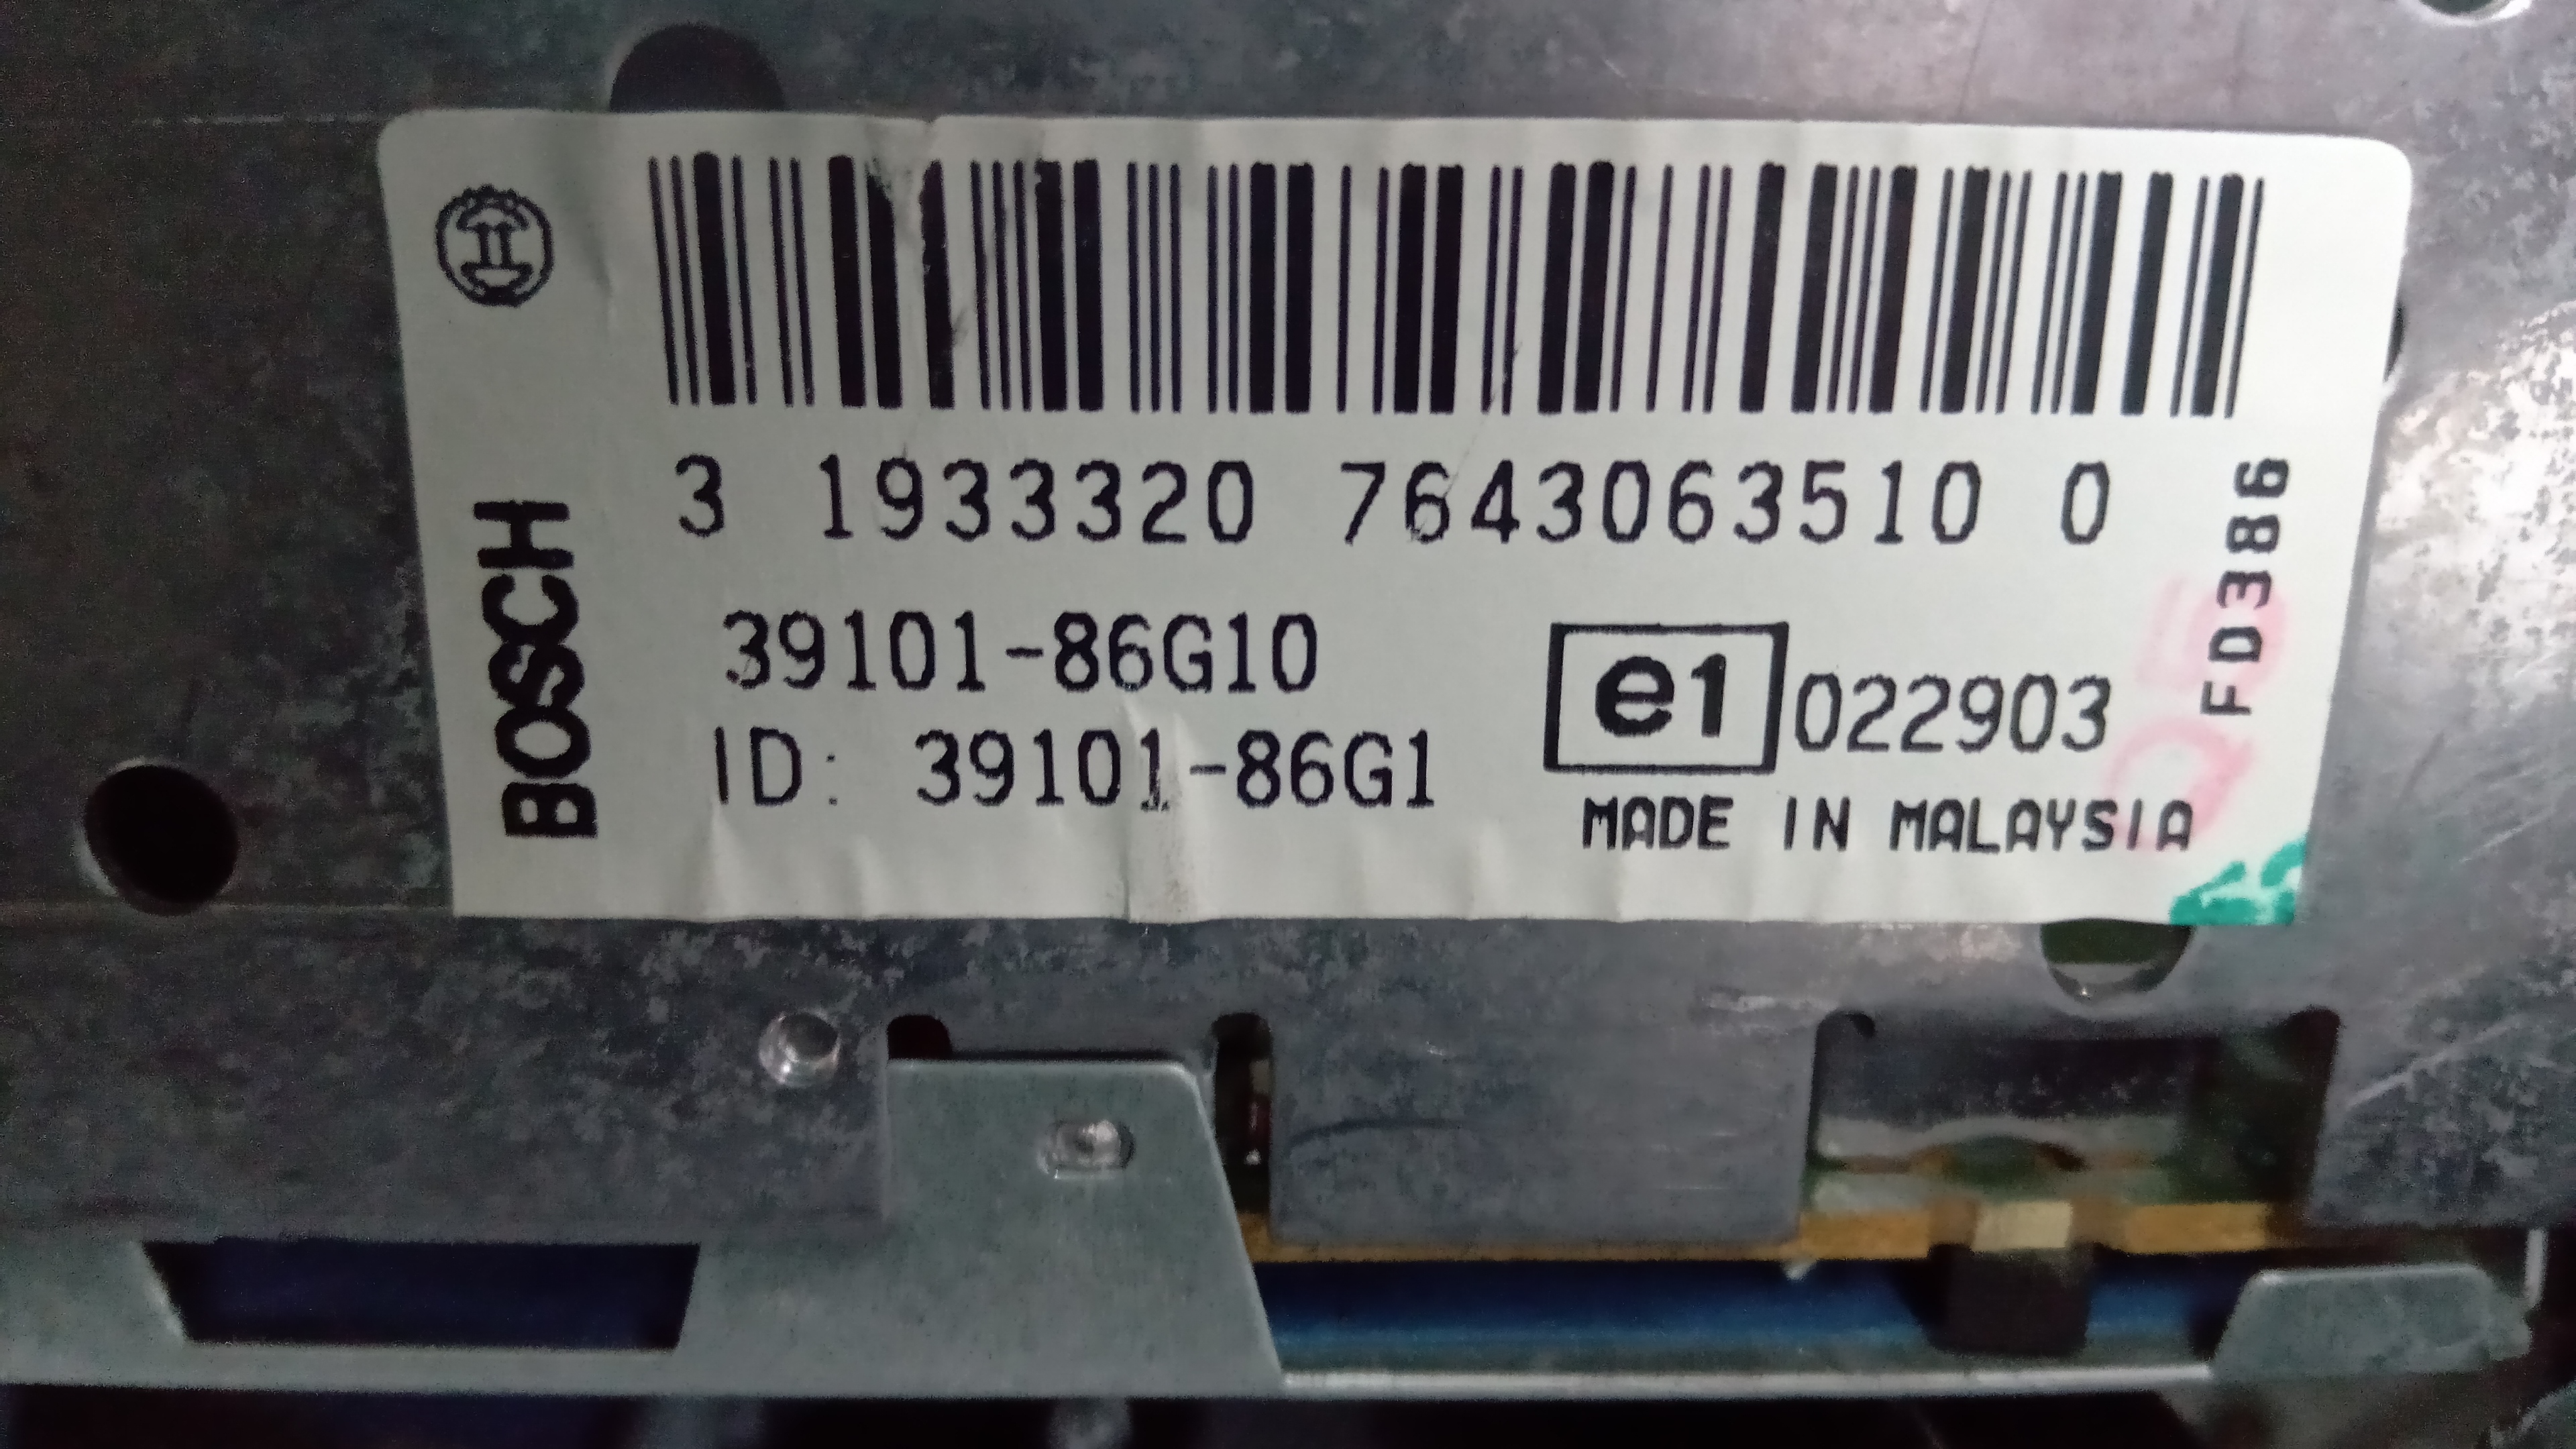 BOSCH
3 1933320 7643063510 0
39101-86G10
ID: 39101-86G1
e1 022903
MADE IN MALAYSIA
FD386